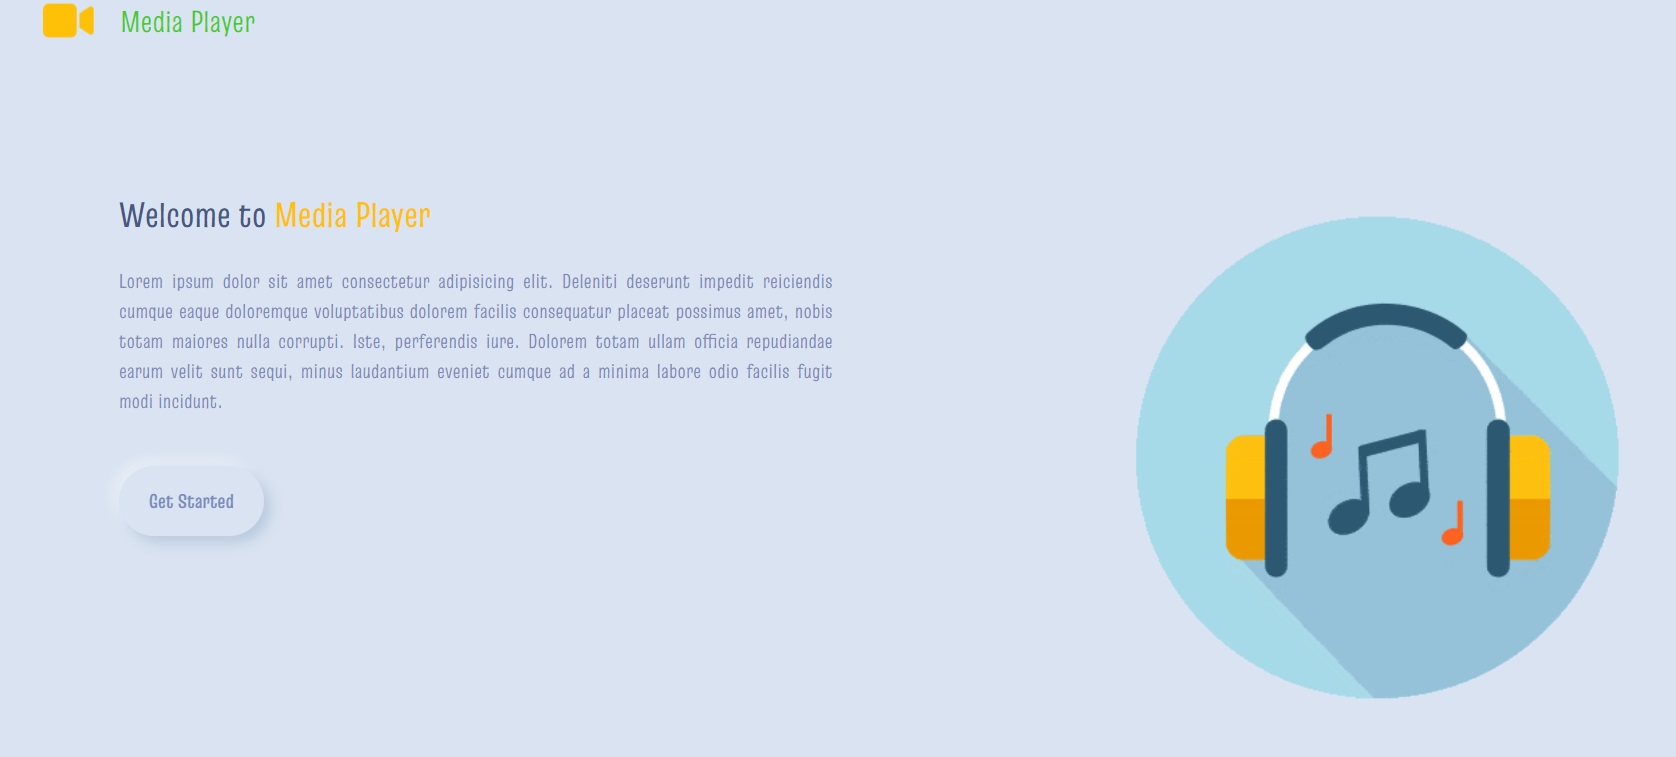 Media Player
Welcome to Media Player
Lorem ipsum dolor sit amet consectetur adipisicing elit. Deleniti deserunt impedit reiciendis
cumque eaque doloremque voluptatibus dolorem facilis consequatur placeat possimus amet, nobis
totam maiores nulla corrupti. Iste, perferendis iure. Dolorem totam ullam officia repudiandae
earum velit sunt sequi, minus laudantium eveniet cumque ad a minima labore odio facilis fugit
modi incidunt.
Get Started